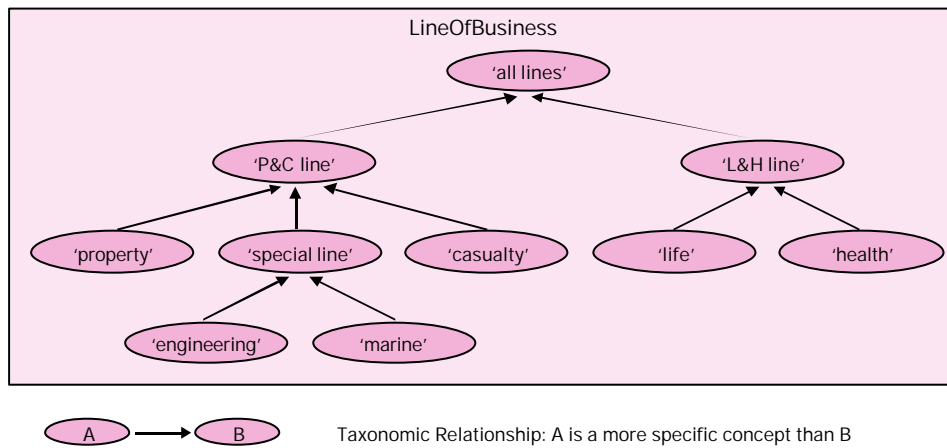 LineOfBusiness
‘all lines’
‘P&C line’ ‘L&H line’
‘property’ ‘special line’ ‘casualty’ ‘life’ ‘health’
‘engineering’ ‘marine’
A B Taxonomic Relationship: A is a more specific concept than B